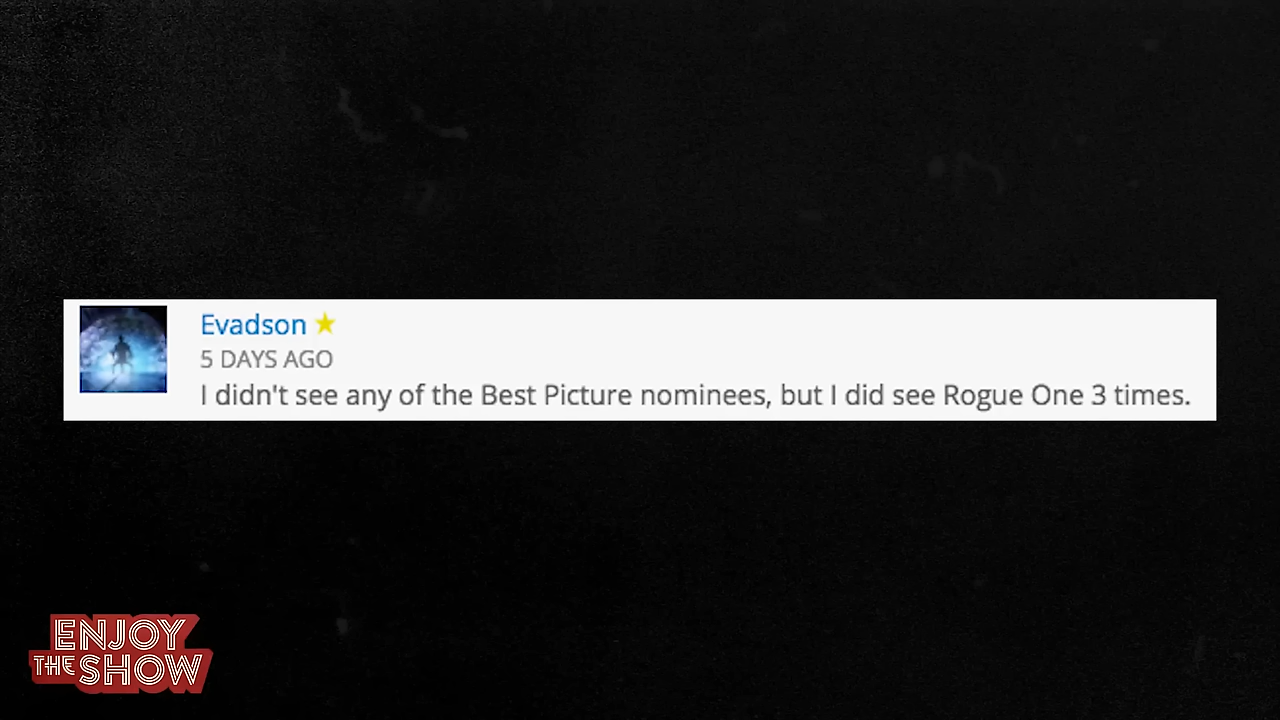 Evadson
5 DAYS AGO
I didn't see any of the Best Picture nominees, but I did see Rogue One 3 times.
ENJOY
THE SHOW